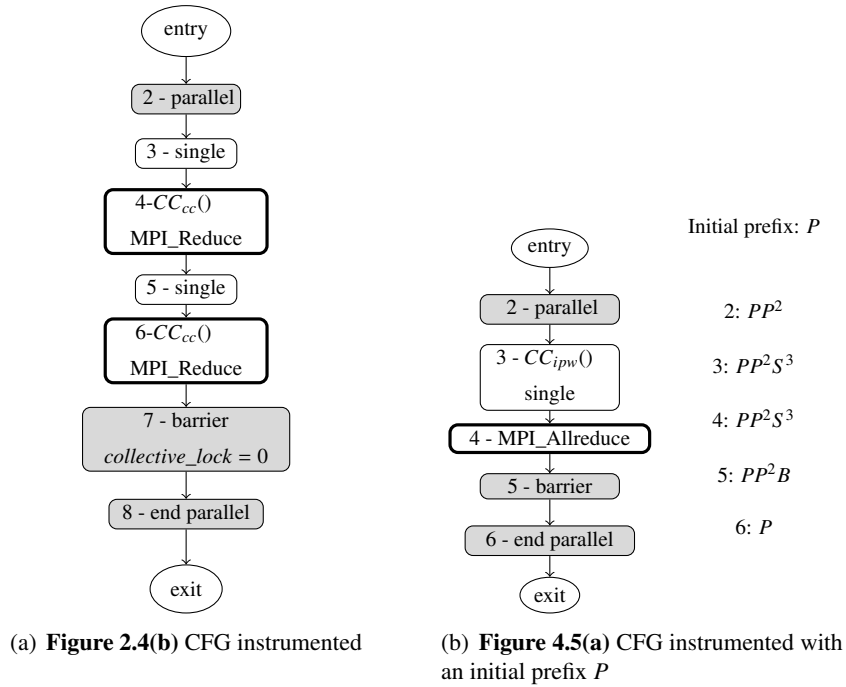 entry
2 - parallel
3 - single
4-CC_cc()
MPI_Reduce
5 - single
6-CC_cc()
MPI_Reduce
7 - barrier
collective_lock = 0
8 - end parallel
exit
(a) Figure 2.4(b) CFG instrumented
Initial prefix: P
entry
2 - parallel
2: PP²
3 - CC_ipw()
single
3: PP²S³
4 - MPI_Allreduce
4: PP²S³
5 - barrier
5: PP²B
6 - end parallel
6: P
exit
(b) Figure 4.5(a) CFG instrumented with
an initial prefix P